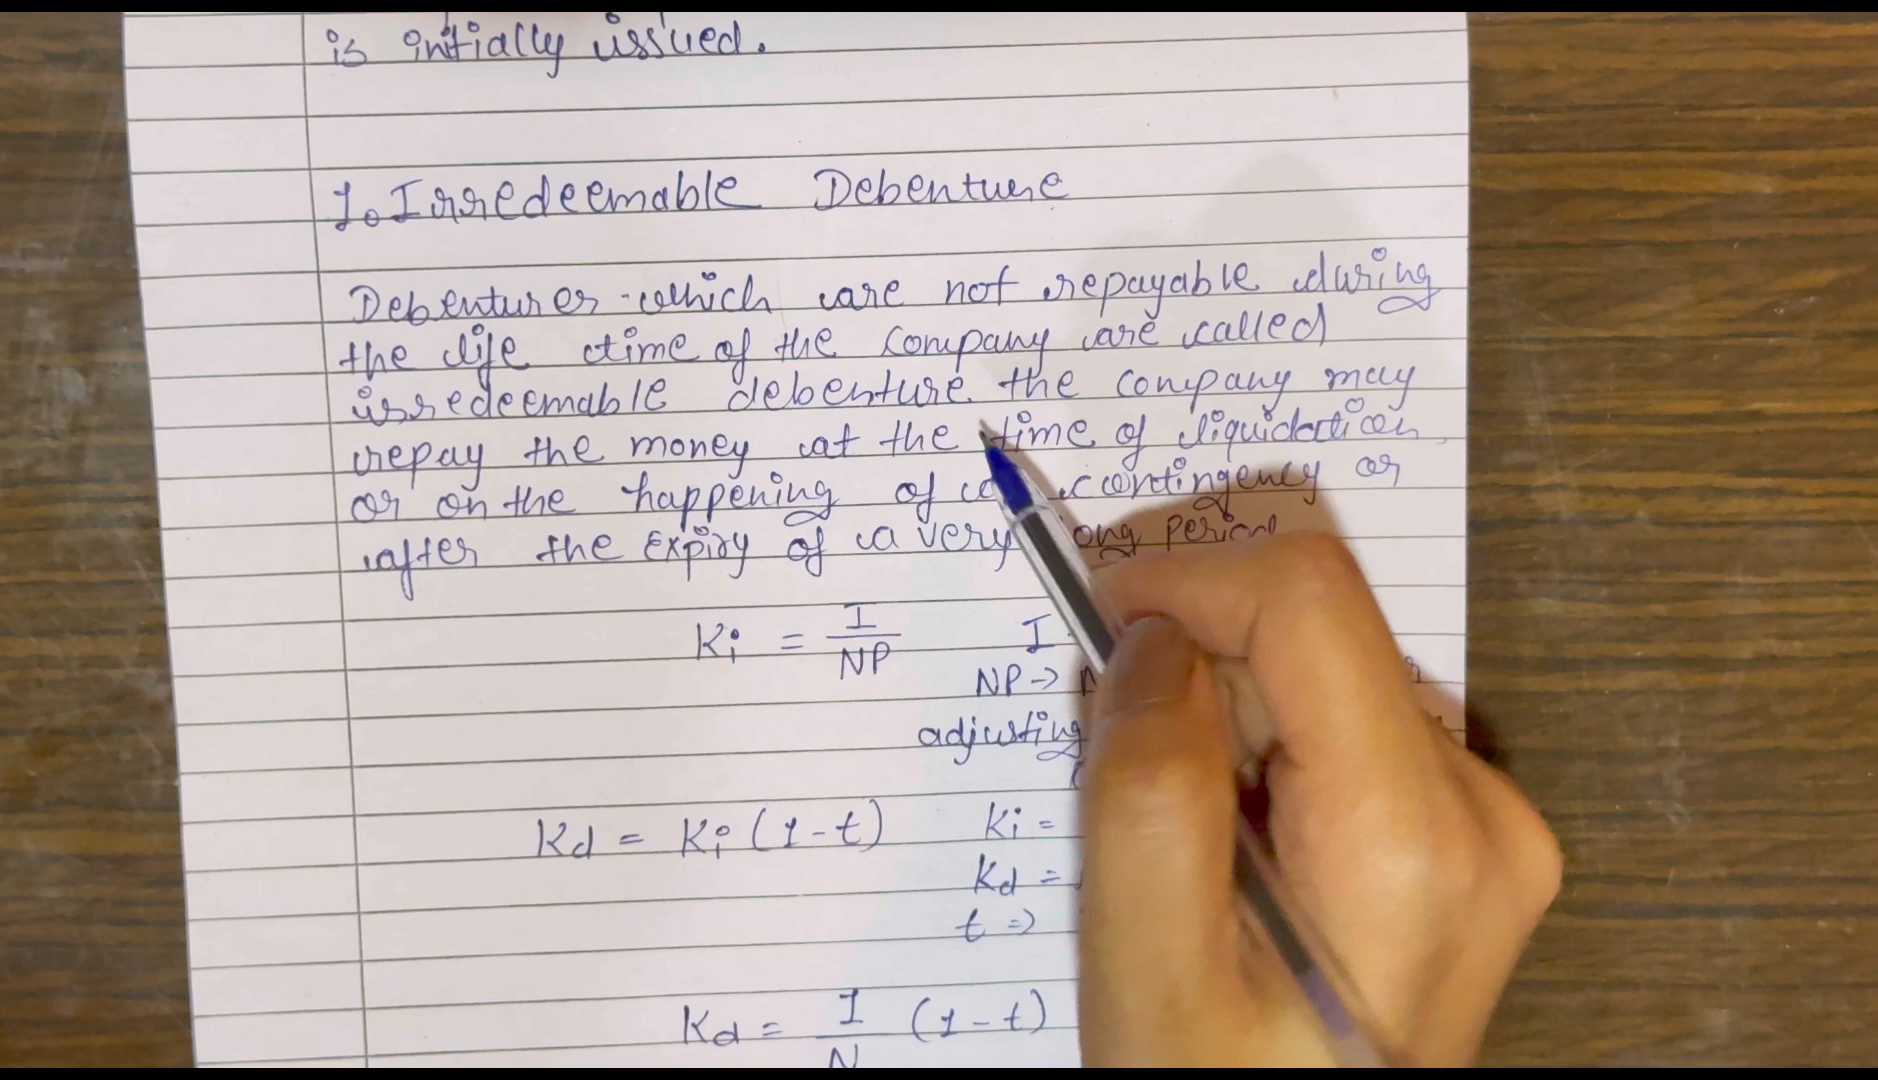 is initially issued.
1. Irredeemable Debenture
Debentures which are not repayable during
the life time of the company are called
irredeemable debenture. the company may
repay the money at the time of liquidation
or on the happening of contingency or
after the expiry of a very ong period
Ki = I / NP I
NP →
adjusting
Kd = Ki (1-t) Ki =
Kd =
t ⇒
Kd = I / N (1-t)